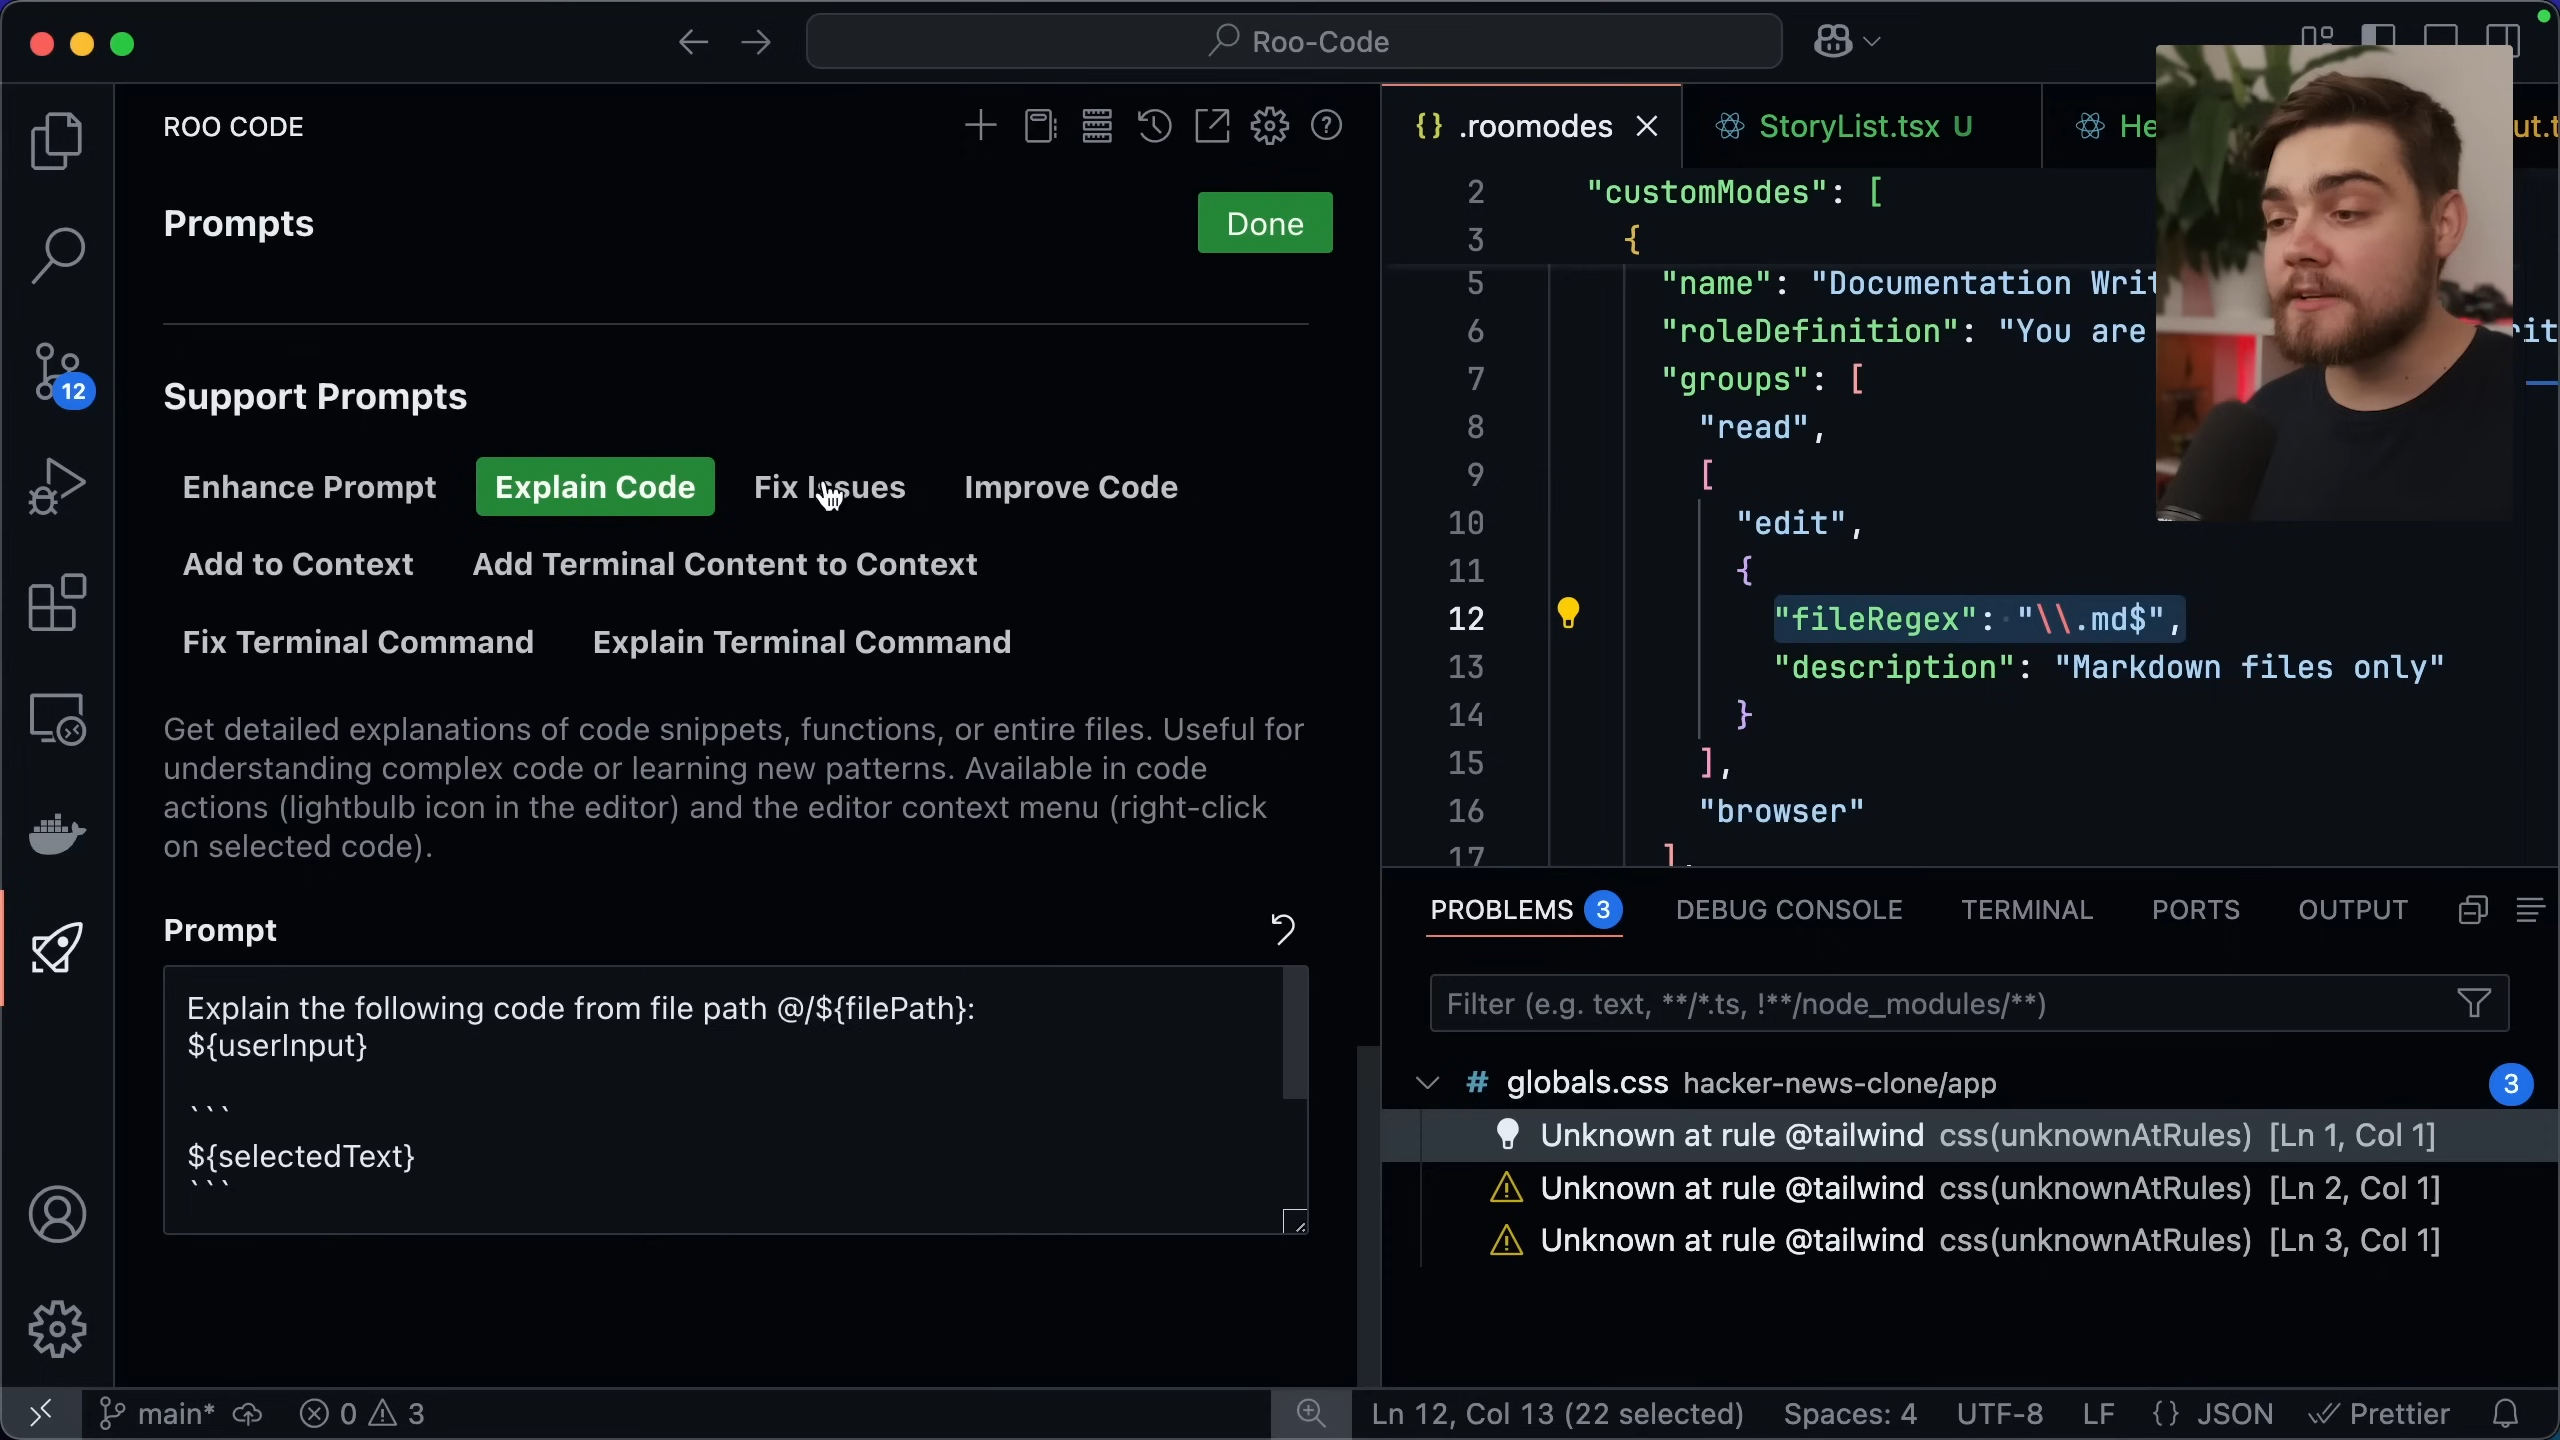 Roo-Code
ROO CODE
Prompts
Done
Support Prompts
Enhance Prompt
Explain Code
Fix Issues
Improve Code
Add to Context
Add Terminal Content to Context
Fix Terminal Command
Explain Terminal Command
Get detailed explanations of code snippets, functions, or entire files. Useful for
understanding complex code or learning new patterns. Available in code
actions (lightbulb icon in the editor) and the editor context menu (right-click
on selected code).
Prompt
Explain the following code from file path @/${filePath}:
${userInput}
```
${selectedText}
```
12
{} .roomodes
StoryList.tsx U
He
ut.t
2 "customModes": [
3 {
5 "name": "Documentation Writ
6 "roleDefinition": "You are
rit
7 "groups": [
8 "read",
9 [
10 "edit",
11 {
12 "fileRegex": "\\.md$",
13 "description": "Markdown files only"
14 }
15 ],
16 "browser"
17 ],
PROBLEMS 3
DEBUG CONSOLE
TERMINAL
PORTS
OUTPUT
Filter (e.g. text, **/*.ts, !**/node_modules/**)
# globals.css hacker-news-clone/app 3
Unknown at rule @tailwind css(unknownAtRules) [Ln 1, Col 1]
Unknown at rule @tailwind css(unknownAtRules) [Ln 2, Col 1]
Unknown at rule @tailwind css(unknownAtRules) [Ln 3, Col 1]
main* 0 3
Ln 12, Col 13 (22 selected) Spaces: 4 UTF-8 LF {} JSON Prettier